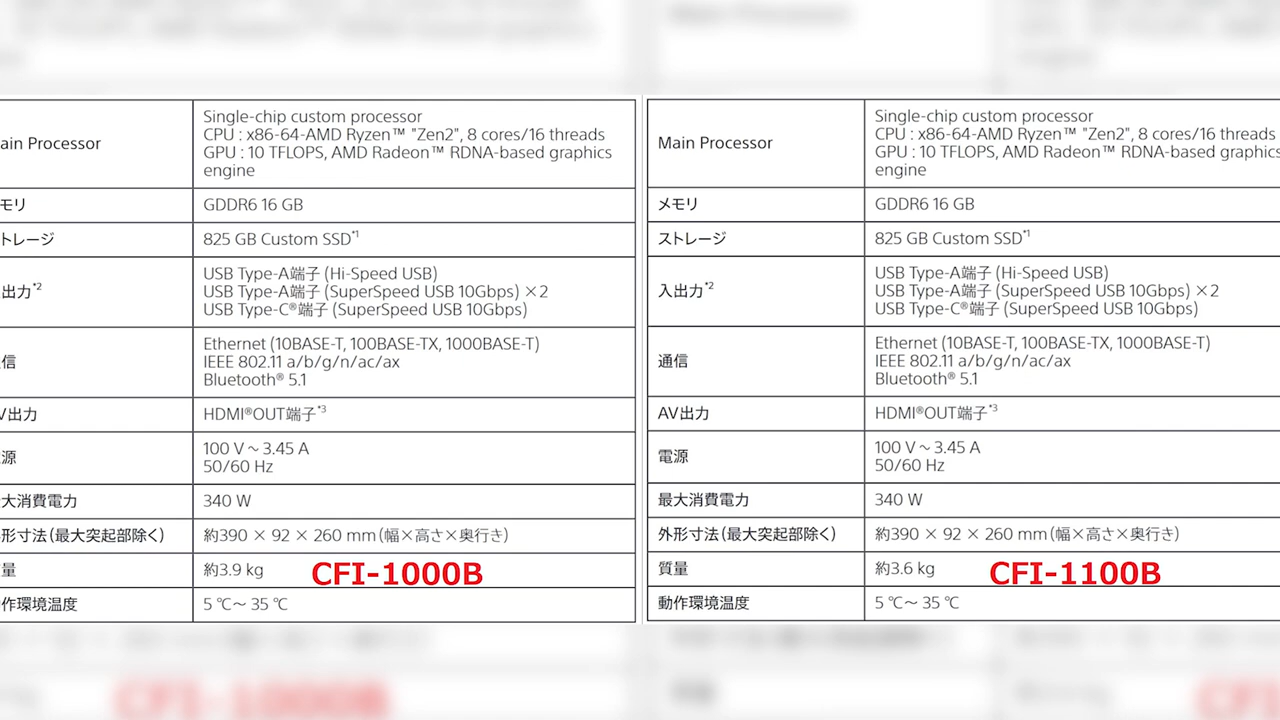 ain Processor
Single-chip custom processor
CPU : x86-64-AMD Ryzen™ "Zen2", 8 cores/16 threads
GPU : 10 TFLOPS, AMD Radeon™ RDNA-based graphics
engine
モリ
GDDR6 16 GB
トレージ
825 GB Custom SSD*1
出力*2
USB Type-A端子 (Hi-Speed USB)
USB Type-A端子 (SuperSpeed USB 10Gbps) ×2
USB Type-C®端子 (SuperSpeed USB 10Gbps)
信
Ethernet (10BASE-T, 100BASE-TX, 1000BASE-T)
IEEE 802.11 a/b/g/n/ac/ax
Bluetooth® 5.1
V出力
HDMI®OUT端子*3
源
100 V ~ 3.45 A
50/60 Hz
大消費電力
340 W
形寸法(最大突起部除く)
約390 × 92 × 260 mm(幅×高さ×奥行き)
量
約3.9 kg
CFI-1000B
作環境温度
5 ℃~ 35 ℃
Main Processor
Single-chip custom processor
CPU : x86-64-AMD Ryzen™ "Zen2", 8 cores/16 threads
GPU : 10 TFLOPS, AMD Radeon™ RDNA-based graphics
engine
メモリ
GDDR6 16 GB
ストレージ
825 GB Custom SSD*1
入出力*2
USB Type-A端子 (Hi-Speed USB)
USB Type-A端子 (SuperSpeed USB 10Gbps) ×2
USB Type-C®端子 (SuperSpeed USB 10Gbps)
通信
Ethernet (10BASE-T, 100BASE-TX, 1000BASE-T)
IEEE 802.11 a/b/g/n/ac/ax
Bluetooth® 5.1
AV出力
HDMI®OUT端子*3
電源
100 V ~ 3.45 A
50/60 Hz
最大消費電力
340 W
外形寸法(最大突起部除く)
約390 × 92 × 260 mm(幅×高さ×奥行き)
質量
約3.6 kg
CFI-1100B
動作環境温度
5 ℃~ 35 ℃